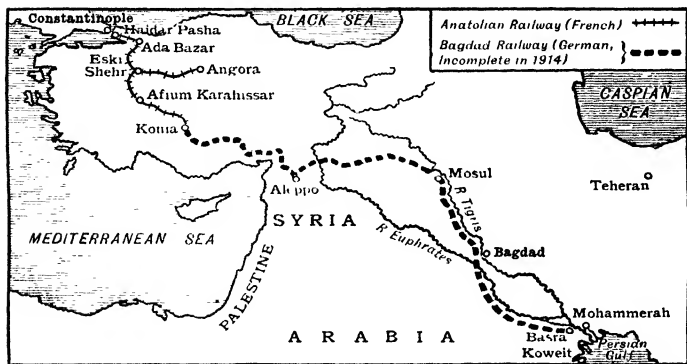 Constantinople
BLACK SEA
Anatolian Railway (French)
Bagdad Railway (German,
Incomplete in 1914)
Haidar Pasha
Ada Bazar
Eski
Shehr
Angora
CASPIAN
SEA
Afium Karahissar
Konia
Mosul
Teheran
Aleppo
R Tigris
SYRIA
MEDITERRANEAN SEA
R Euphrates
Bagdad
PALESTINE
Mohammerah
ARABIA
Basra
Koweit
Persian
Gulf